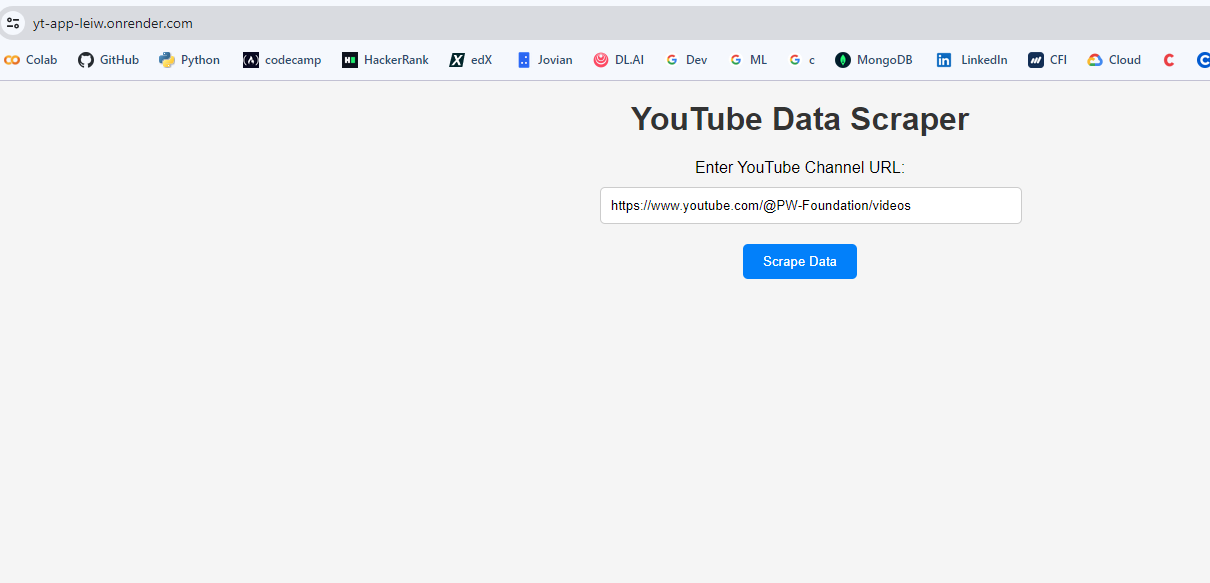 yt-app-leiw.onrender.com
Colab GitHub Python codecamp HackerRank edX Jovian DL.AI Dev ML c MongoDB LinkedIn CFI Cloud
YouTube Data Scraper
Enter YouTube Channel URL:
https://www.youtube.com/@PW-Foundation/videos
Scrape Data